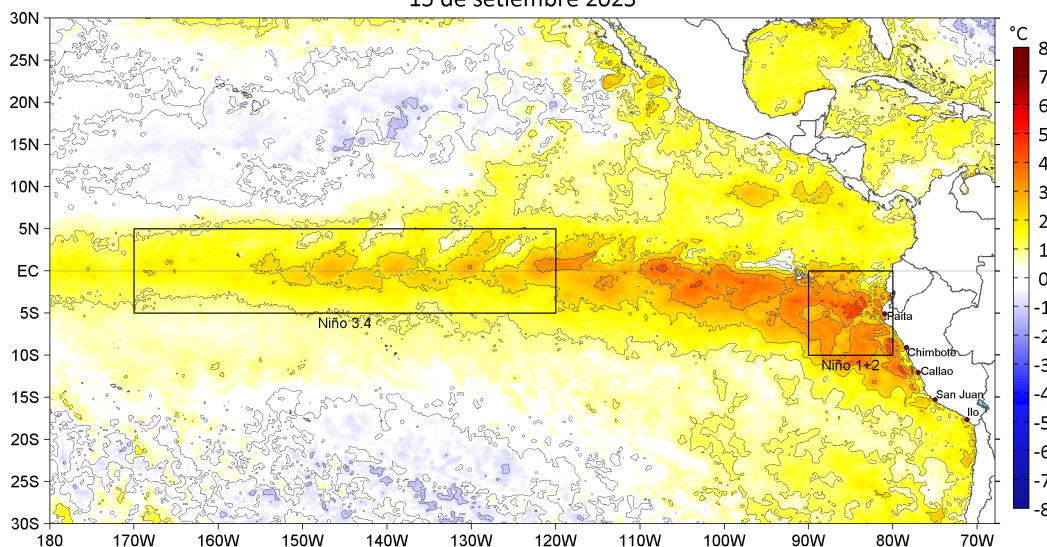 15 de setiembre 2023
°C
30N
25N
20N
15N
10N
5N
EC
5S
10S
15S
20S
25S
30S
Niño 3.4
Niño 1+2
Paita
Chimbote
Callao
San Juan
Ilo
8
7
6
5
4
3
2
1
0
-1
-2
-3
-4
-5
-6
-7
-8
180 170W 160W 150W 140W 130W 120W 110W 100W 90W 80W 70W